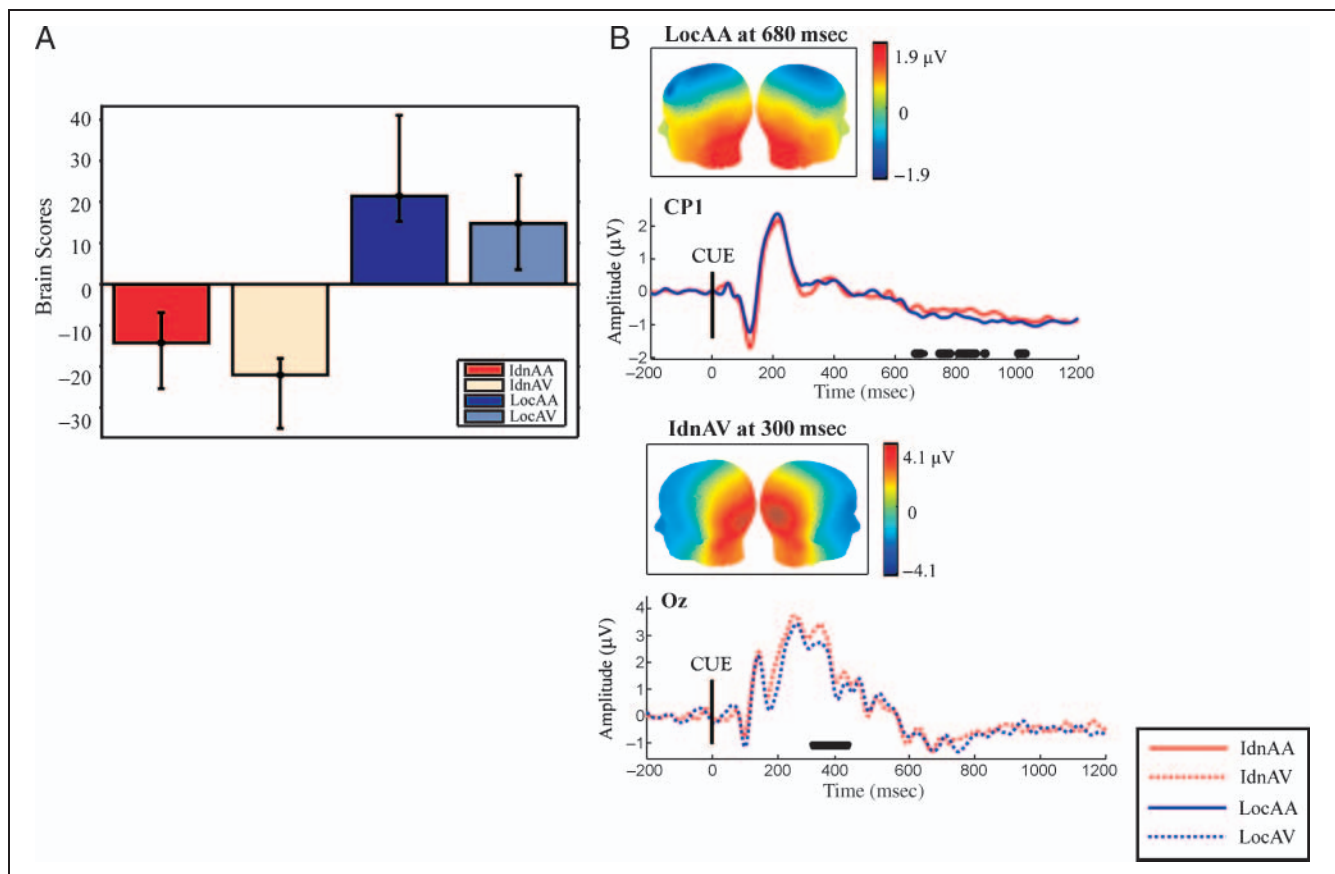 A
Brain Scores
40
30
20
10
0
−10
−20
−30
IdnAA
IdnAV
LocAA
LocAV
B
LocAA at 680 msec
1.9 µV
0
−1.9
CP1
CUE
Amplitude (µV)
2
1
0
−1
−2
−200 0 200 400 600 800 1000 1200
Time (msec)
IdnAV at 300 msec
4.1 µV
0
−4.1
Oz
CUE
Amplitude (µV)
4
3
2
1
0
−1
−200 0 200 400 600 800 1000 1200
Time (msec)
IdnAA
IdnAV
LocAA
LocAV